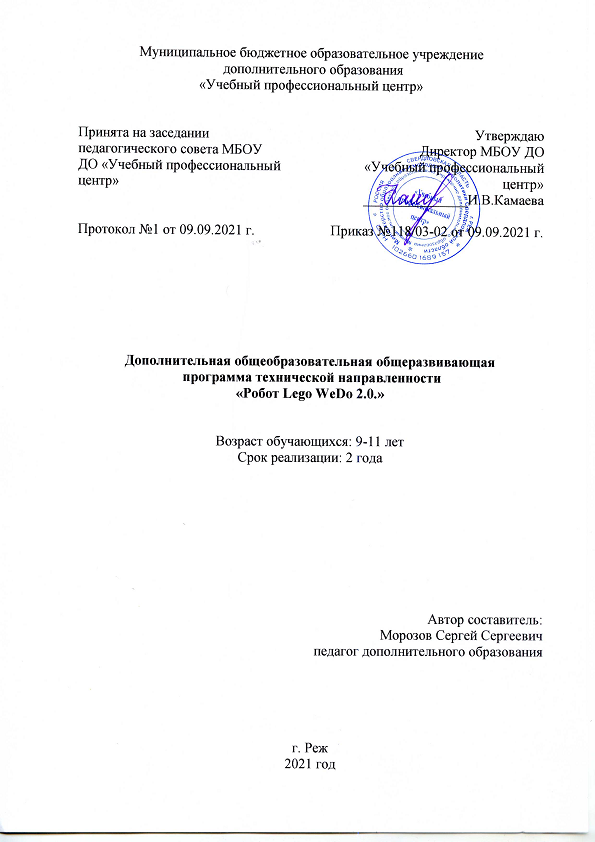 Муниципальное бюджетное образовательное учреждение
дополнительного образования
«Учебный профессиональный центр»
Принята на заседании
педагогического совета МБОУ
ДО «Учебный профессиональный
центр»
Протокол №1 от 09.09.2021 г.
Утверждаю
Директор МБОУ ДО
«Учебный профессиональный
центр»
И.В.Камаева
Приказ №118/03-02 от 09.09.2021 г.
Дополнительная общеобразовательная общеразвивающая
программа технической направленности
«Робот Lego WeDo 2.0.»
Возраст обучающихся: 9-11 лет
Срок реализации: 2 года
Автор составитель:
Морозов Сергей Сергеевич
педагог дополнительного образования
г. Реж
2021 год